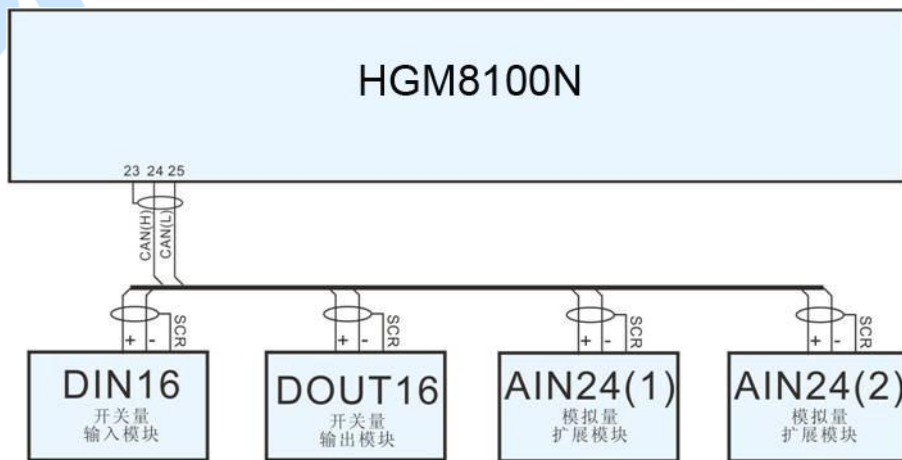 HGM8100N
23 24 25
CAN(H)
CAN(L)
+ - SCR
+ - SCR
+ - SCR
+ - SCR
DIN16
开关量
输入模块
DOUT16
开关量
输出模块
AIN24(1)
模拟量
扩展模块
AIN24(2)
模拟量
扩展模块